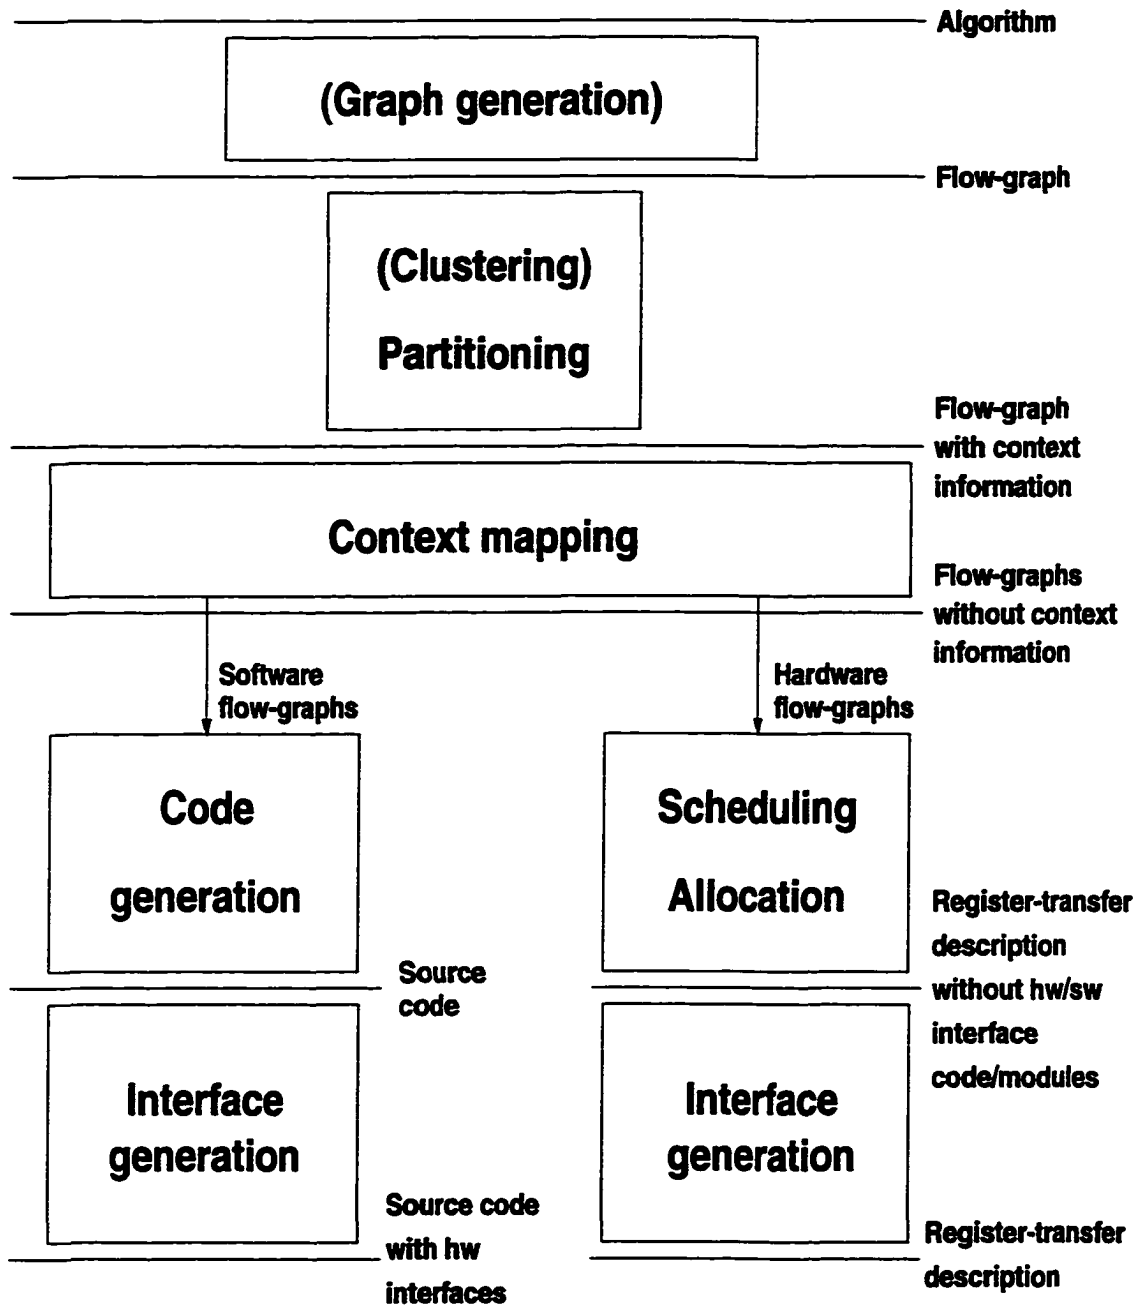 Algorithm
(Graph generation)
Flow-graph
(Clustering)
Partitioning
Flow-graph
with context
information
Context mapping
Flow-graphs
without context
information
Software
flow-graphs
Hardware
flow-graphs
Code
generation
Scheduling
Allocation
Register-transfer
description
without hw/sw
interface
code/modules
Source
code
Interface
generation
Interface
generation
Source code
with hw
interfaces
Register-transfer
description